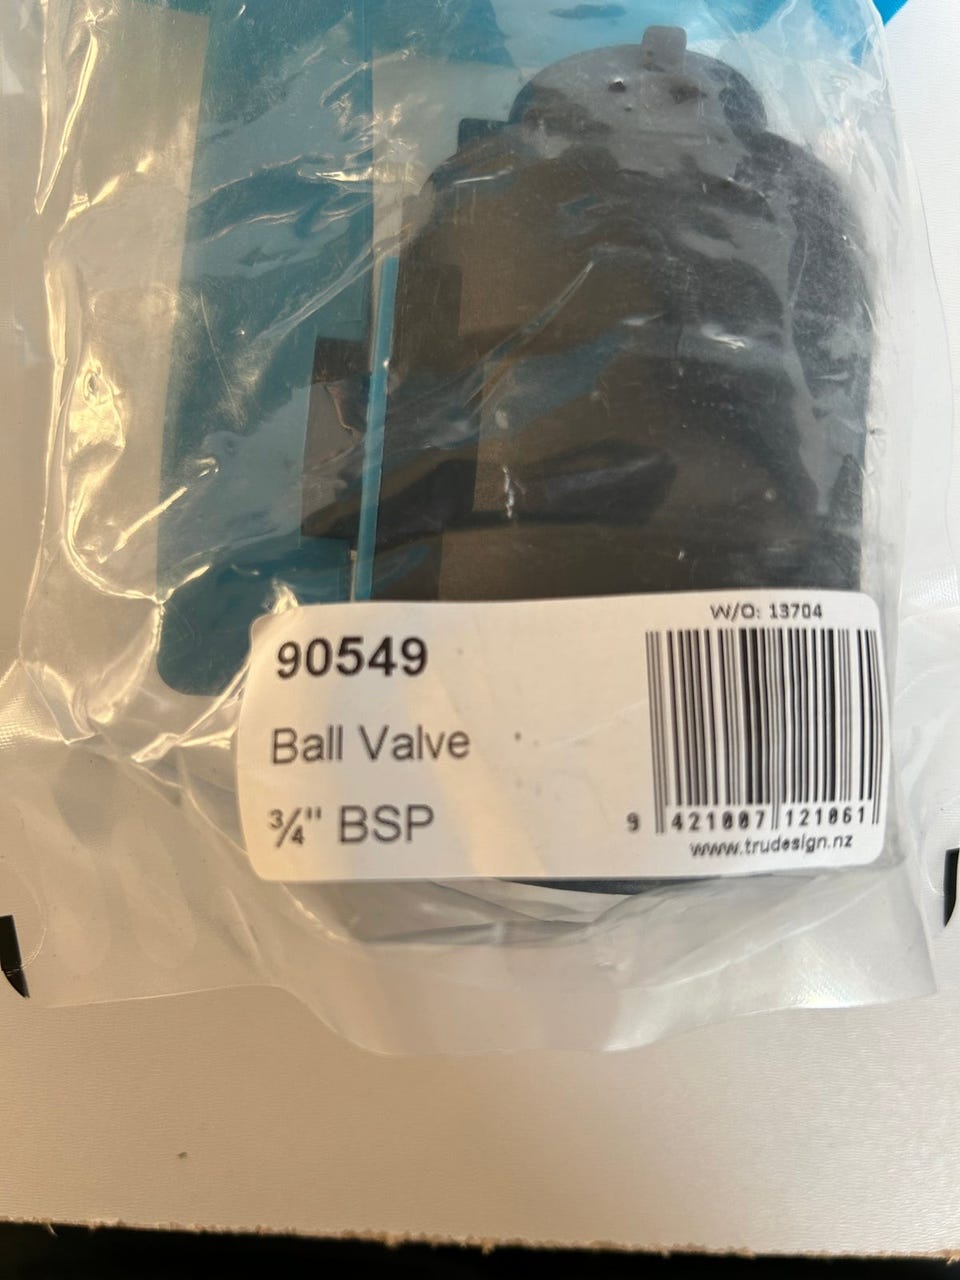 W/O: 13704
90549
Ball Valve
¾" BSP
9 421007 121061
www.trudesign.nz